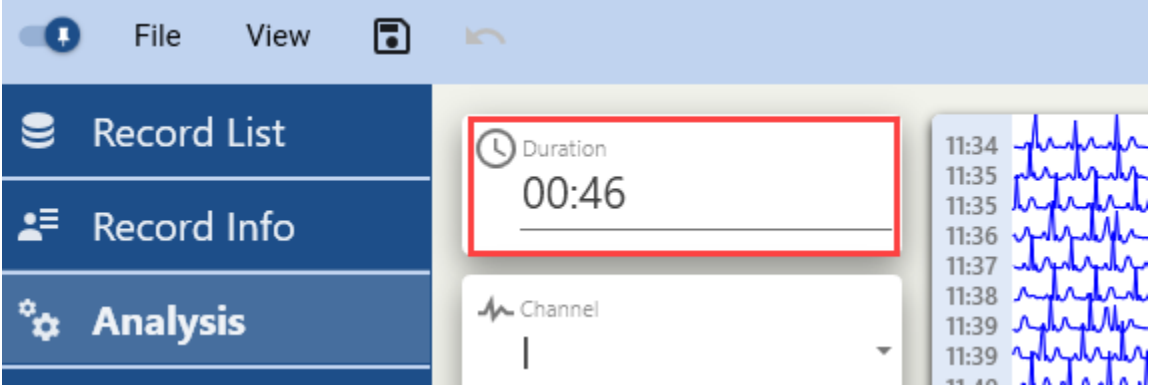 File View
Record List
Record Info
Analysis
Duration
00:46
Channel
I
11:34
11:35
11:35
11:36
11:37
11:38
11:39
11:39